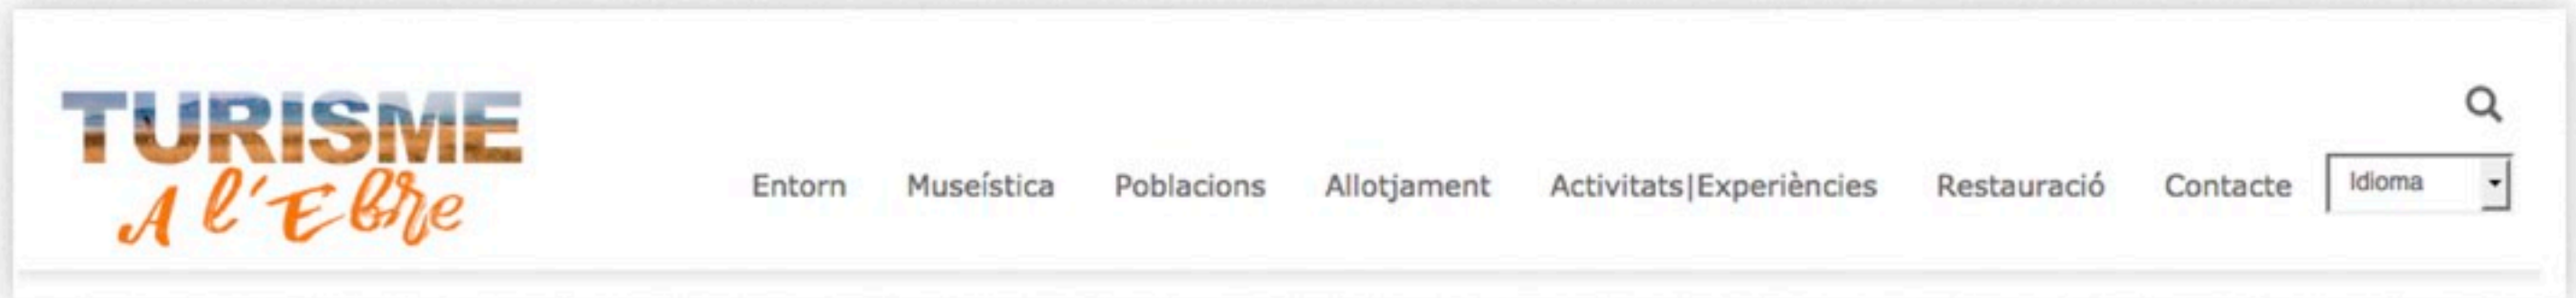 TURISME
A l'Ebre
Entorn Museística Poblacions Allotjament Activitats|Experiències Restauració Contacte Idioma